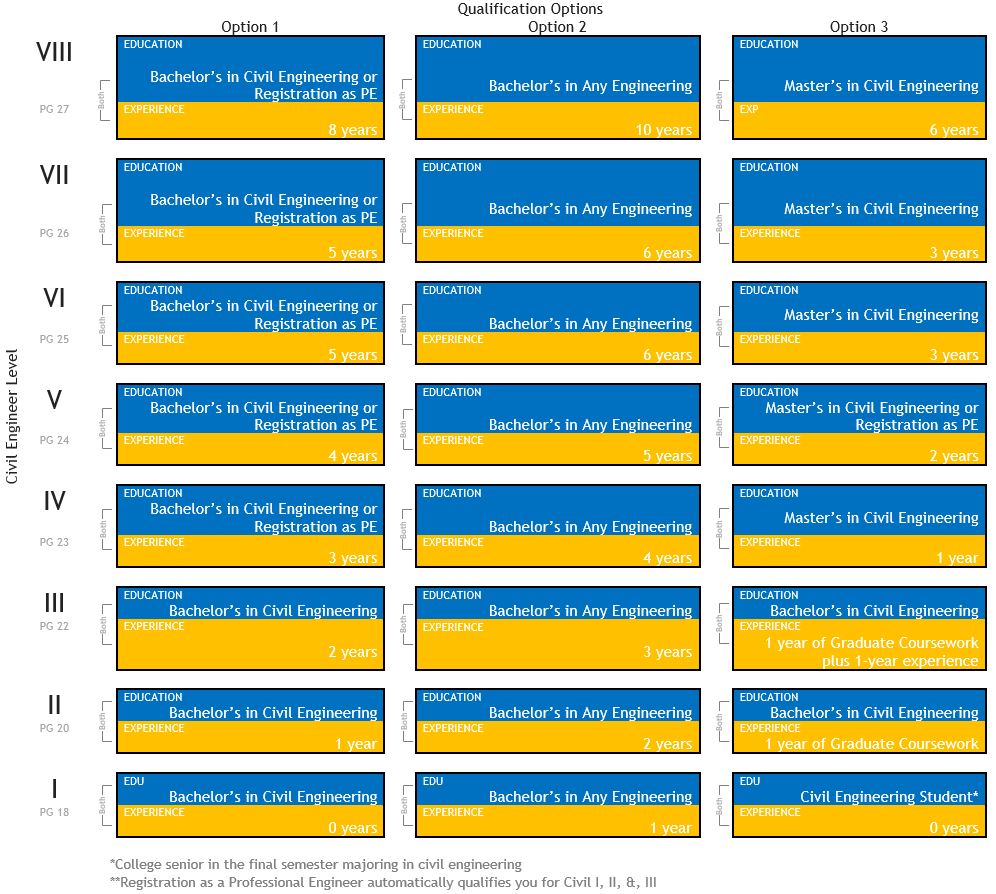 Qualification Options
Option 1
Option 2
Option 3
Civil Engineer Level
VIII
PG 27
Both
EDUCATION
Bachelor's in Civil Engineering or
Registration as PE
EXPERIENCE
8 years
Both
EDUCATION
Bachelor's in Any Engineering
EXPERIENCE
10 years
Both
EDUCATION
Master's in Civil Engineering
EXP
6 years
VII
PG 26
Both
EDUCATION
Bachelor's in Civil Engineering or
Registration as PE
EXPERIENCE
5 years
Both
EDUCATION
Bachelor's in Any Engineering
EXPERIENCE
6 years
Both
EDUCATION
Master's in Civil Engineering
EXPERIENCE
3 years
VI
PG 25
Both
EDUCATION
Bachelor's in Civil Engineering or
Registration as PE
EXPERIENCE
5 years
Both
EDUCATION
Bachelor's in Any Engineering
EXPERIENCE
6 years
Both
EDUCATION
Master's in Civil Engineering
EXPERIENCE
3 years
V
PG 24
Both
EDUCATION
Bachelor's in Civil Engineering or
Registration as PE
EXPERIENCE
4 years
Both
EDUCATION
Bachelor's in Any Engineering
EXPERIENCE
5 years
Both
EDUCATION
Master's in Civil Engineering or
Registration as PE
EXPERIENCE
2 years
IV
PG 23
Both
EDUCATION
Bachelor's in Civil Engineering or
Registration as PE
EXPERIENCE
3 years
Both
EDUCATION
Bachelor's in Any Engineering
EXPERIENCE
4 years
Both
EDUCATION
Master's in Civil Engineering
EXPERIENCE
1 year
III
PG 22
Both
EDUCATION
Bachelor's in Civil Engineering
EXPERIENCE
2 years
Both
EDUCATION
Bachelor's in Any Engineering
EXPERIENCE
3 years
Both
EDUCATION
Bachelor's in Civil Engineering
EXPERIENCE
1 year of Graduate Coursework
plus 1-year experience
II
PG 20
Both
EDUCATION
Bachelor's in Civil Engineering
EXPERIENCE
1 year
Both
EDUCATION
Bachelor's in Any Engineering
EXPERIENCE
2 years
Both
EDUCATION
Bachelor's in Civil Engineering
EXPERIENCE
1 year of Graduate Coursework
I
PG 18
Both
EDU
Bachelor's in Civil Engineering
EXPERIENCE
0 years
Both
EDU
Bachelor's in Any Engineering
EXPERIENCE
1 year
Both
EDU
Civil Engineering Student*
EXPERIENCE
0 years
*College senior in the final semester majoring in civil engineering
**Registration as a Professional Engineer automatically qualifies you for Civil I, II, &, III